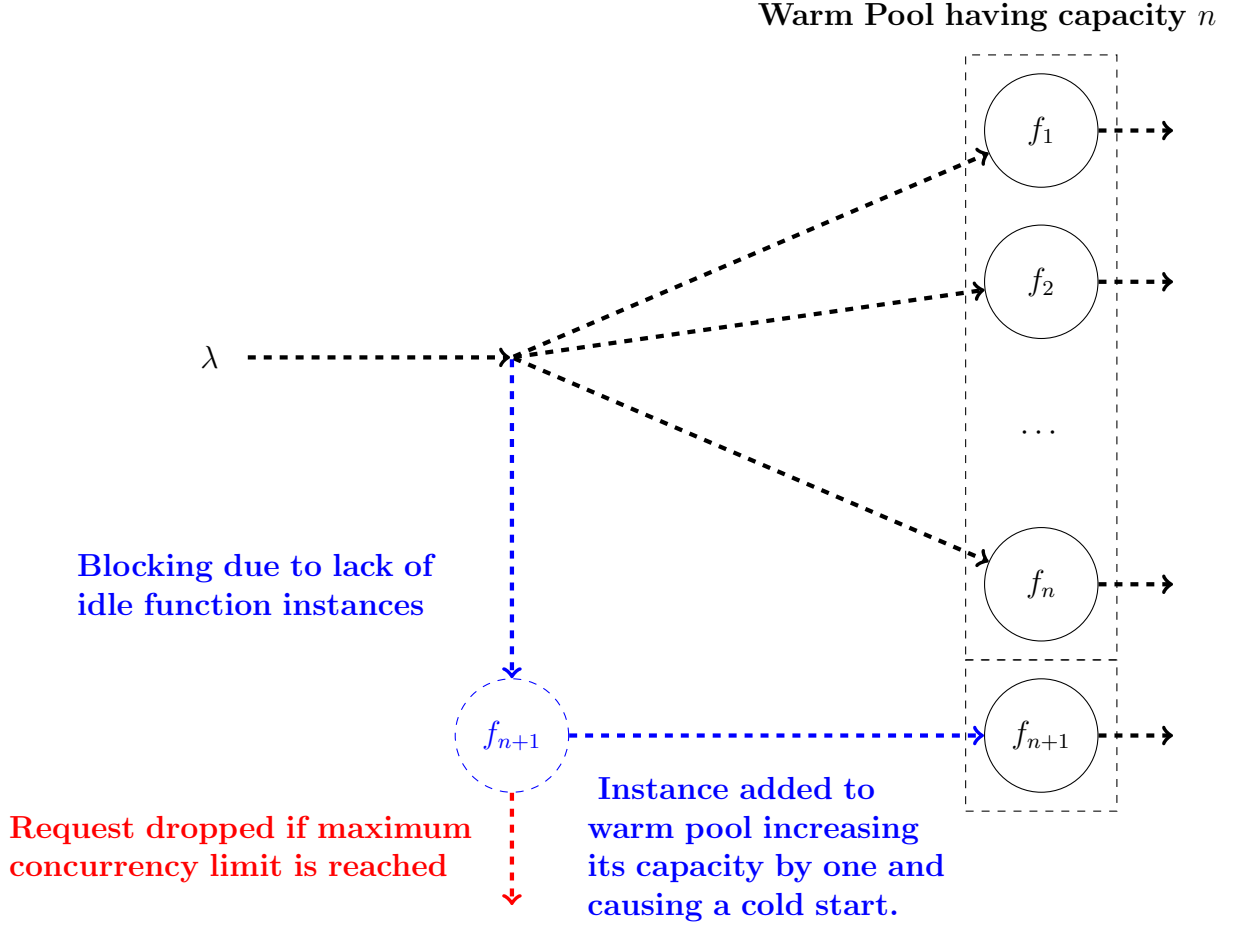 Warm Pool having capacity n
f₁
f₂
λ
...
Blocking due to lack of
idle function instances
fₙ
fₙ₊₁
fₙ₊₁
Instance added to
warm pool increasing
its capacity by one and
causing a cold start.
Request dropped if maximum
concurrency limit is reached